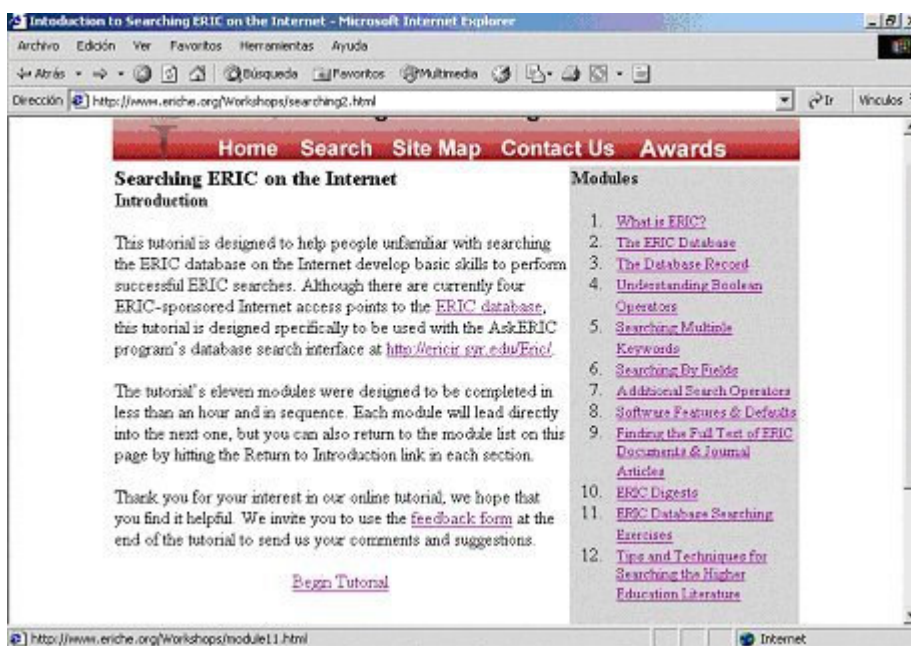 Intoduction to Searching ERIC on the Internet - Microsoft Internet Explorer
Archivo Edición Ver Favoritos Herramientas Ayuda
Atrás Búsqueda Favoritos Multimedia
Dirección http://www.eriche.org/Workshops/searching2.html Ir Vínculos
Home Search Site Map Contact Us Awards
Searching ERIC on the Internet
Introduction
This tutorial is designed to help people unfamiliar with searching
the ERIC database on the Internet develop basic skills to perform
successful ERIC searches. Although there are currently four
ERIC-sponsored Internet access points to the ERIC database,
this tutorial is designed specifically to be used with the AskERIC
program's database search interface at http://ericir.syr.edu/Eric/.
The tutorial's eleven modules were designed to be completed in
less than an hour and in sequence. Each module will lead directly
into the next one, but you can also return to the module list on this
page by hitting the Return to Introduction link in each section.
Thank you for your interest in our online tutorial, we hope that
you find it helpful. We invite you to use the feedback form at the
end of the tutorial to send us your comments and suggestions.
Begin Tutorial
Modules
1. What is ERIC?
2. The ERIC Database
3. The Database Record
4. Understanding Boolean
Operators
5. Searching Multiple
Keywords
6. Searching By Fields
7. Additional Search Operators
8. Software Features & Defaults
9. Finding the Full Text of ERIC
Documents & Journal
Articles
10. ERIC Digests
11. ERIC Database Searching
Exercises
12. Tips and Techniques for
Searching the Higher
Education Literature
http://www.eriche.org/Workshops/module11.html Internet